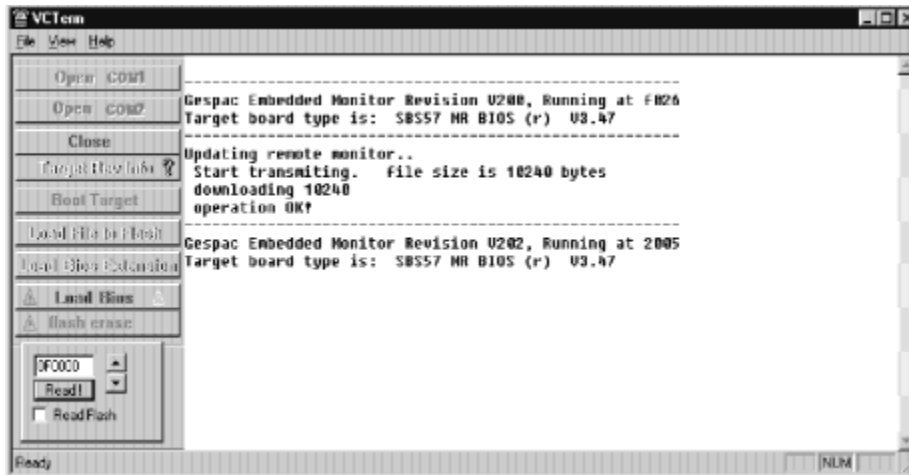 VCTerm
File View Help
Open COM1
Open COM2
Close
Target Hw Info ?
Boot Target
Load File to Flash
Load Bios Extension
Load Bios
flash erase
0F0000
Read!
Read Flash
------------------------------------------------------------
Gespac Embedded Monitor Revision V200, Running at F026
Target board type is: SBS57 MR BIOS (r) V3.47
------------------------------------------------------------
Updating remote monitor..
Start transmiting. File size is 10240 bytes
downloading 10240
operation OK!
------------------------------------------------------------
Gespac Embedded Monitor Revision V202, Running at 2005
Target board type is: SBS57 MR BIOS (r) V3.47
Ready
NUM